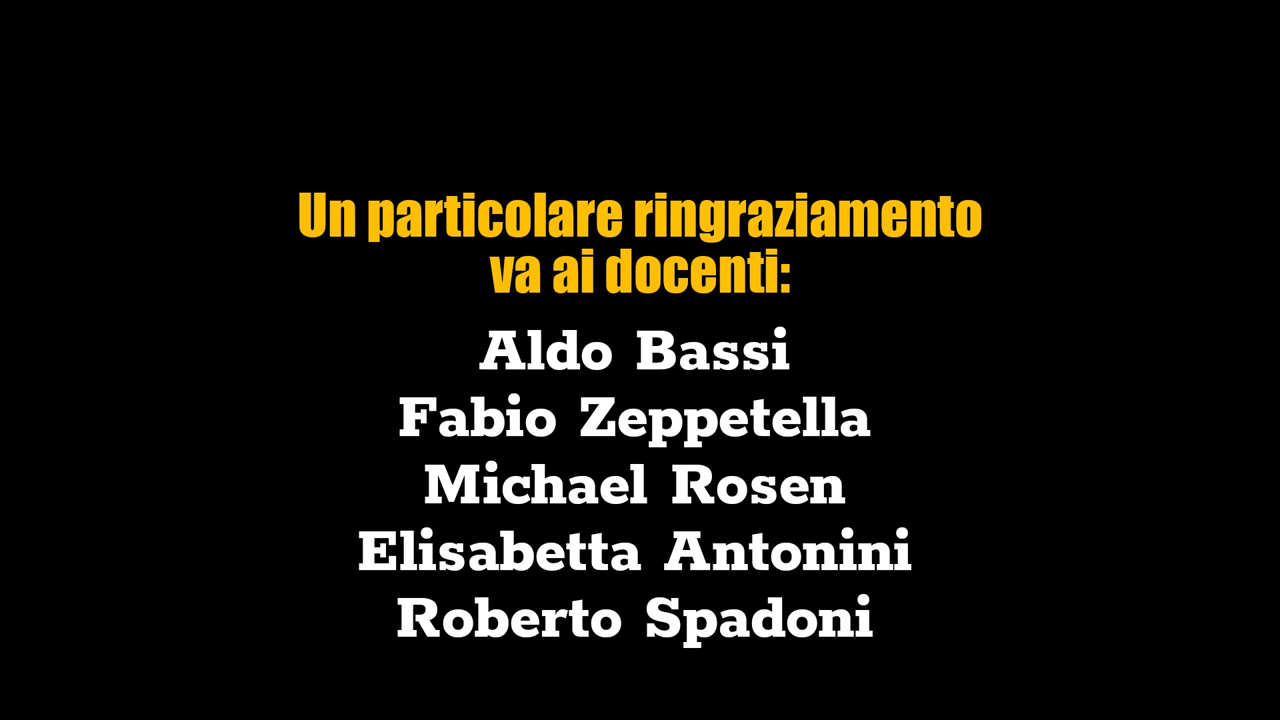 Un particolare ringraziamento
va ai docenti:
Aldo Bassi
Fabio Zeppetella
Michael Rosen
Elisabetta Antonini
Roberto Spadoni